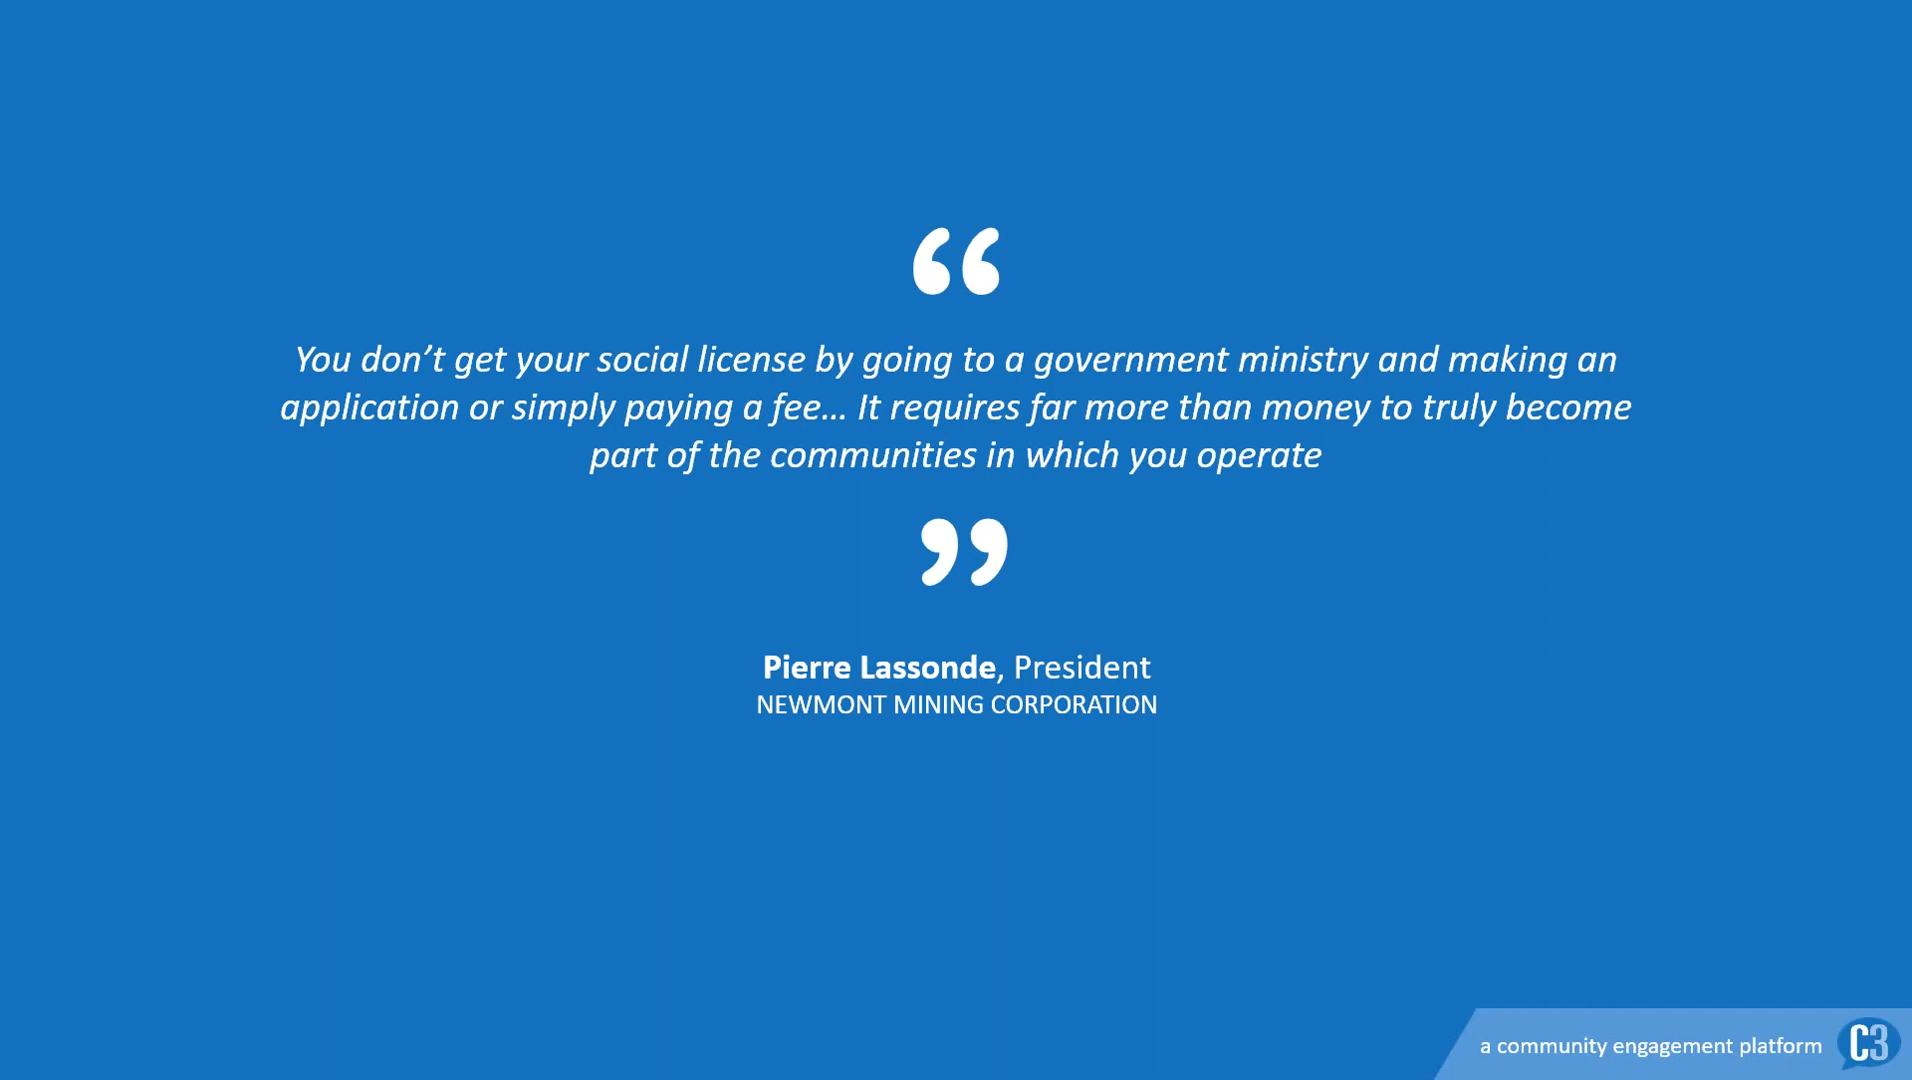 “
You don’t get your social license by going to a government ministry and making an
application or simply paying a fee... It requires far more than money to truly become
part of the communities in which you operate
”
Pierre Lassonde, President
NEWMONT MINING CORPORATION
a community engagement platform C3